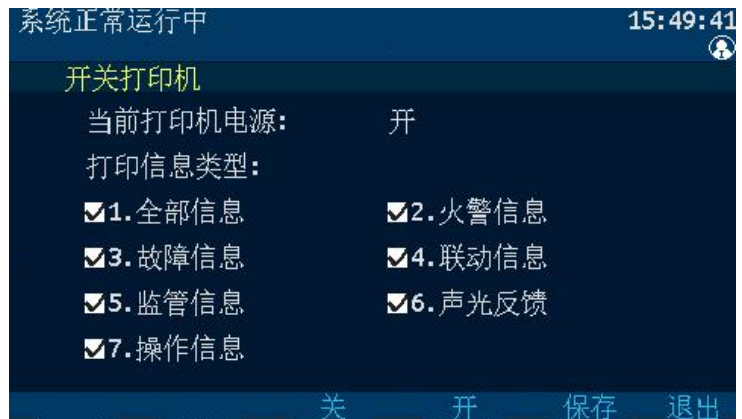 系统正常运行中 15:49:41
开关打印机
当前打印机电源: 开
打印信息类型:
1.全部信息 2.火警信息
3.故障信息 4.联动信息
5.监管信息 6.声光反馈
7.操作信息
关 开 保存 退出